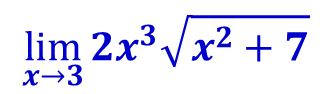 lim 2x³√(x² + 7)
x→3